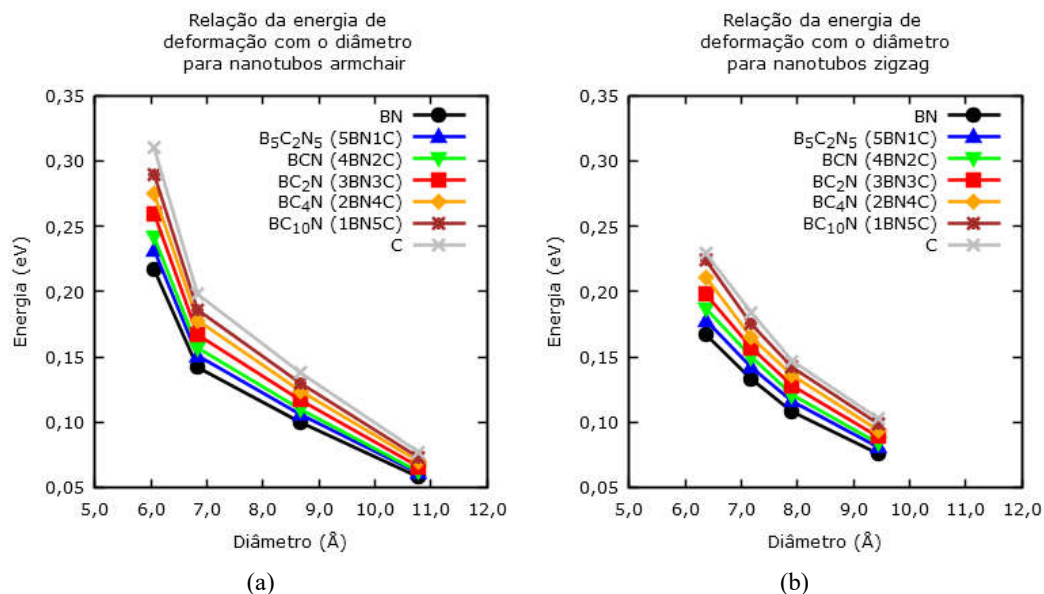 Relação da energia de
deformação com o diâmetro
para nanotubos armchair
Energia (eV)
0,35
0,30
0,25
0,20
0,15
0,10
0,05
BN
B₅C₂N₅ (5BN1C)
BCN (4BN2C)
BC₂N (3BN3C)
BC₄N (2BN4C)
BC₁₀N (1BN5C)
C
5,0 6,0 7,0 8,0 9,0 10,0 11,0 12,0
Diâmetro (Å)
(a)
Relação da energia de
deformação com o diâmetro
para nanotubos zigzag
Energia (eV)
0,35
0,30
0,25
0,20
0,15
0,10
0,05
BN
B₅C₂N₅ (5BN1C)
BCN (4BN2C)
BC₂N (3BN3C)
BC₄N (2BN4C)
BC₁₀N (1BN5C)
C
5,0 6,0 7,0 8,0 9,0 10,0 11,0 12,0
Diâmetro (Å)
(b)